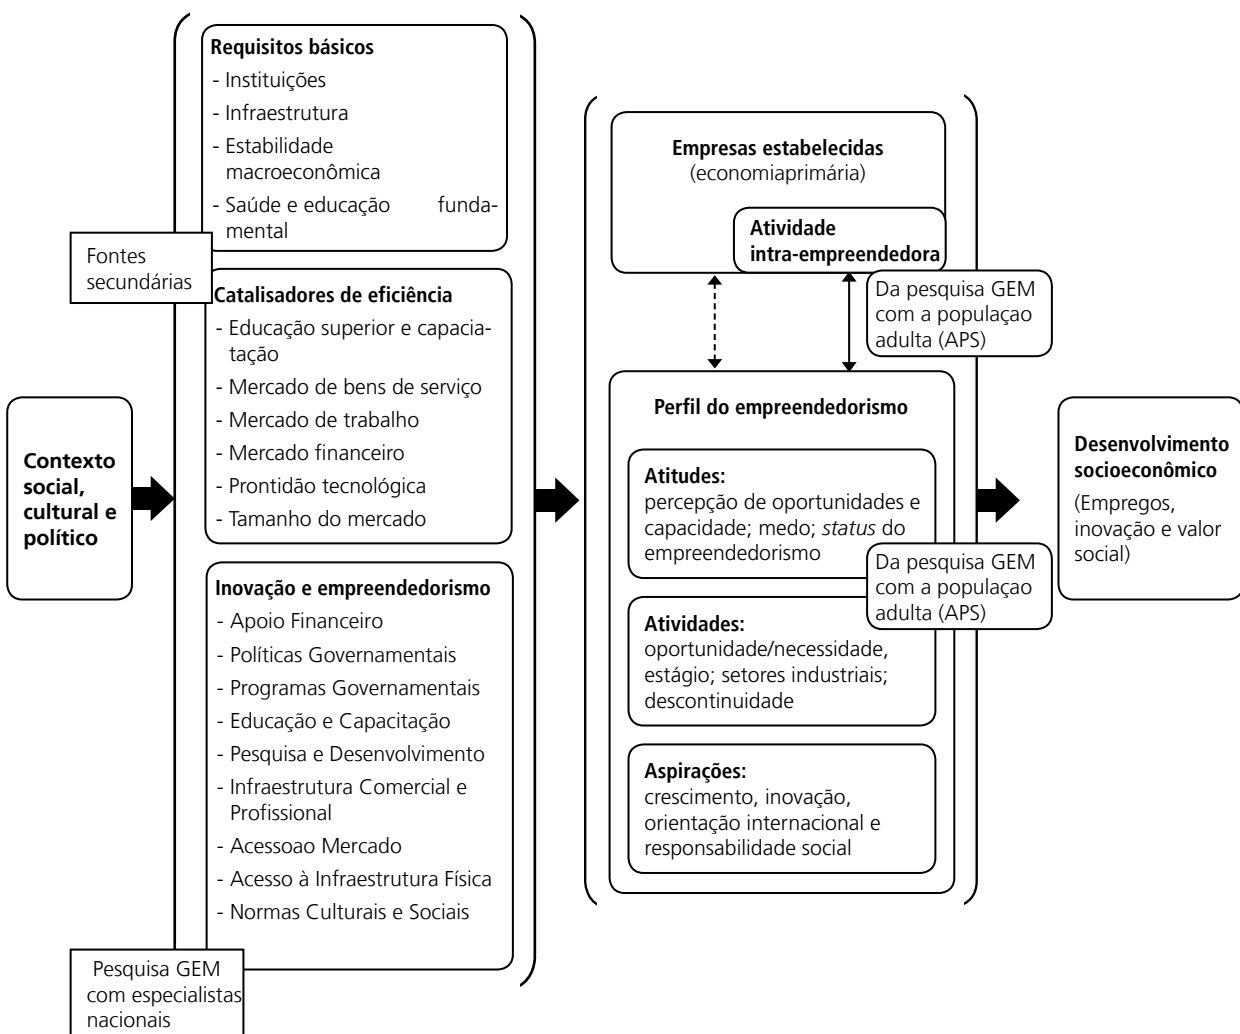 Contexto
social,
cultural e
político
Requisitos básicos
- Instituições
- Infraestrutura
- Estabilidade
macroeconômica
- Saúde e educação funda-
mental
Fontes
secundárias
Catalisadores de eficiência
- Educação superior e capacia-
tação
- Mercado de bens de serviço
- Mercado de trabalho
- Mercado financeiro
- Prontidão tecnológica
- Tamanho do mercado
Inovação e empreendedorismo
- Apoio Financeiro
- Políticas Governamentais
- Programas Governamentais
- Educação e Capacitação
- Pesquisa e Desenvolvimento
- Infraestrutura Comercial e
Profissional
- Acessoao Mercado
- Acesso à Infraestrutura Física
- Normas Culturais e Sociais
Pesquisa GEM
com especialistas
nacionais
Empresas estabelecidas
(economiaprimária)
Atividade
intra-empreendedora
Da pesquisa GEM
com a populaçao
adulta (APS)
Perfil do empreendedorismo
Atitudes:
percepção de oportunidades e
capacidade; medo; status do
empreendedorismo
Da pesquisa GEM
com a populaçao
adulta (APS)
Atividades:
oportunidade/necessidade,
estágio; setores industriais;
descontinuidade
Aspirações:
crescimento, inovação,
orientação internacional e
responsabilidade social
Desenvolvimento
socioeconômico
(Empregos,
inovação e valor
social)